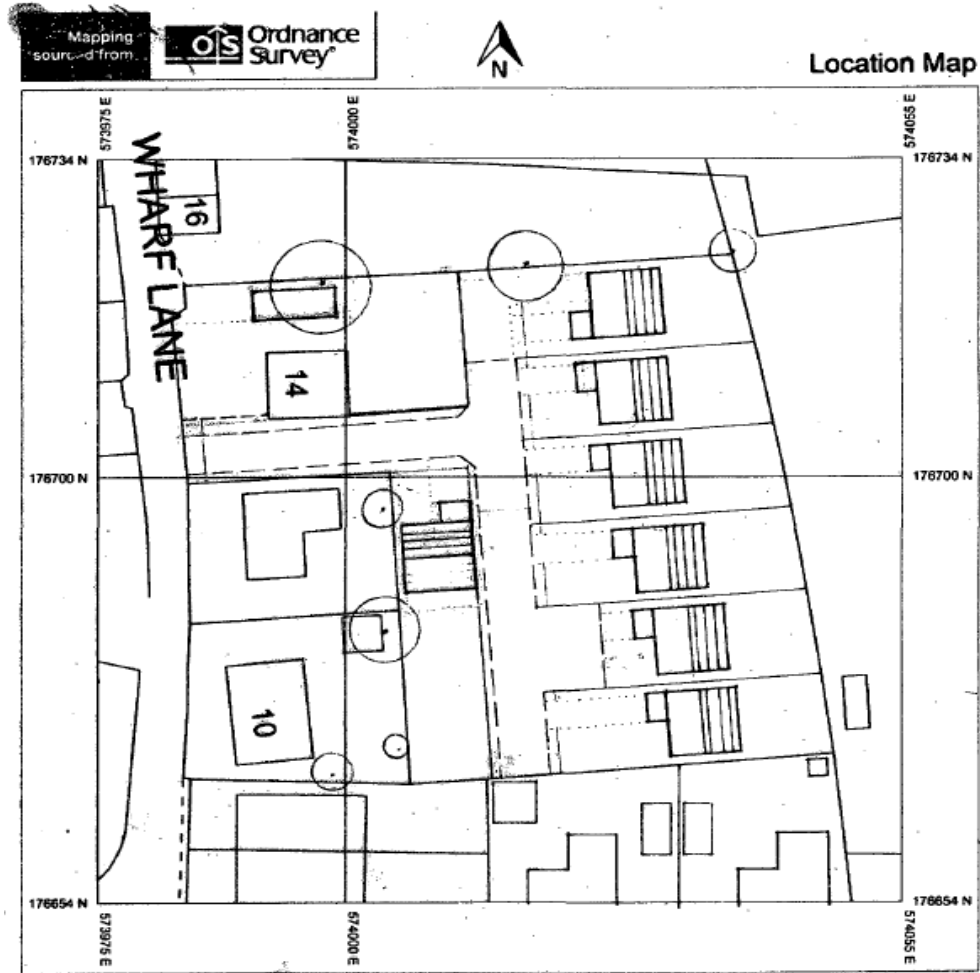 Mapping
sourced from
OS Ordnance
Survey®
N
Location Map
573975 E
574000 E
574055 E
176734 N
176734 N
WHARF LANE
16
14
176700 N
176700 N
10
176654 N
176654 N
573975 E
574000 E
574055 E